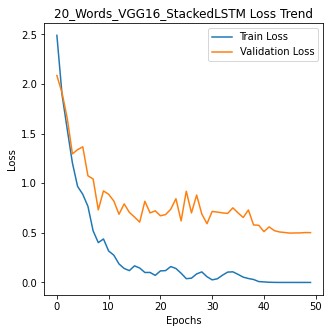 20_Words_VGG16_StackedLSTM Loss Trend
Train Loss
Validation Loss
2.5
2.0
1.5
1.0
0.5
0.0
Loss
0 10 20 30 40 50
Epochs